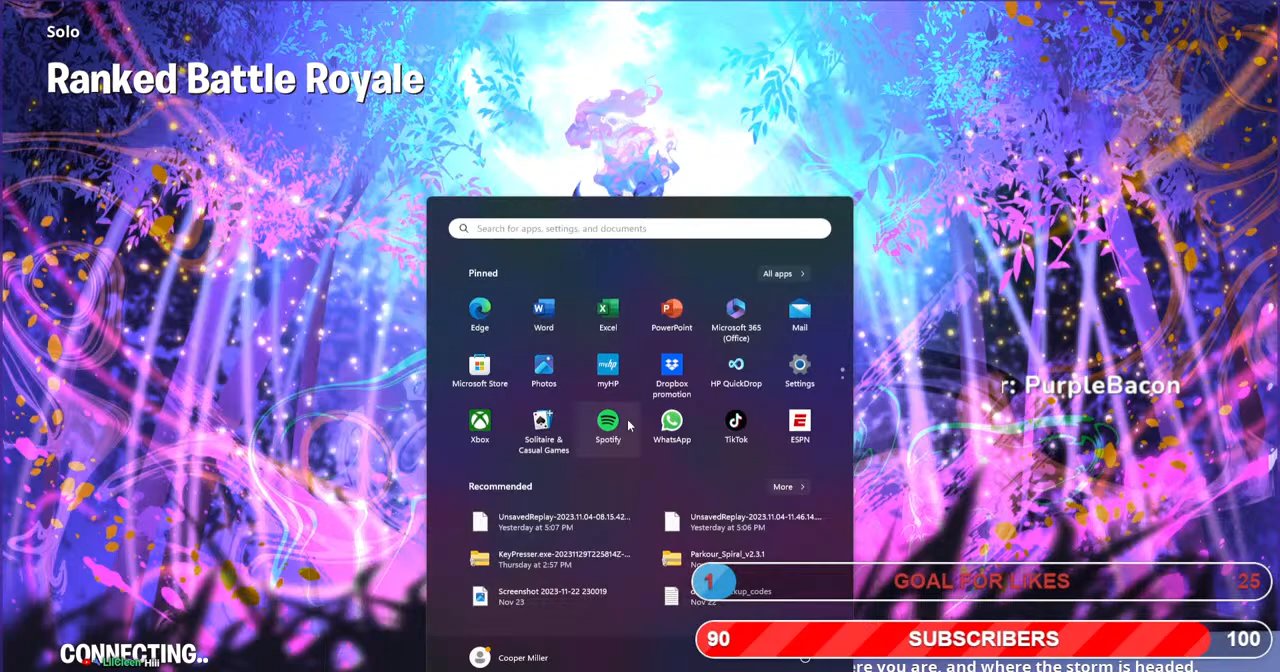 Solo
Ranked Battle Royale
Search for apps, settings, and documents
Pinned
All apps
Edge
Word
Excel
PowerPoint
Microsoft 365
(Office)
Mail
Microsoft Store
Photos
myHP
Dropbox
promotion
HP QuickDrop
Settings
Xbox
Solitaire &
Casual Games
Spotify
WhatsApp
TikTok
ESPN
r: PurpleBacon
Recommended
More
UnsavedReplay-2023.11.04-08.15.42...
Yesterday at 5:07 PM
UnsavedReplay-2023.11.04-11.46.14....
Yesterday at 5:06 PM
KeyPresser.exe-20231129T225814Z-...
Thursday at 2:57 PM
Parkour_Spiral_v2.3.1
Screenshot 2023-11-22 230019
Nov 23
Nov 22
1 GOAL FOR LIKES 25
90 SUBSCRIBERS 100
CONNECTING..
Cooper Miller
ere you are, and where the storm is headed.